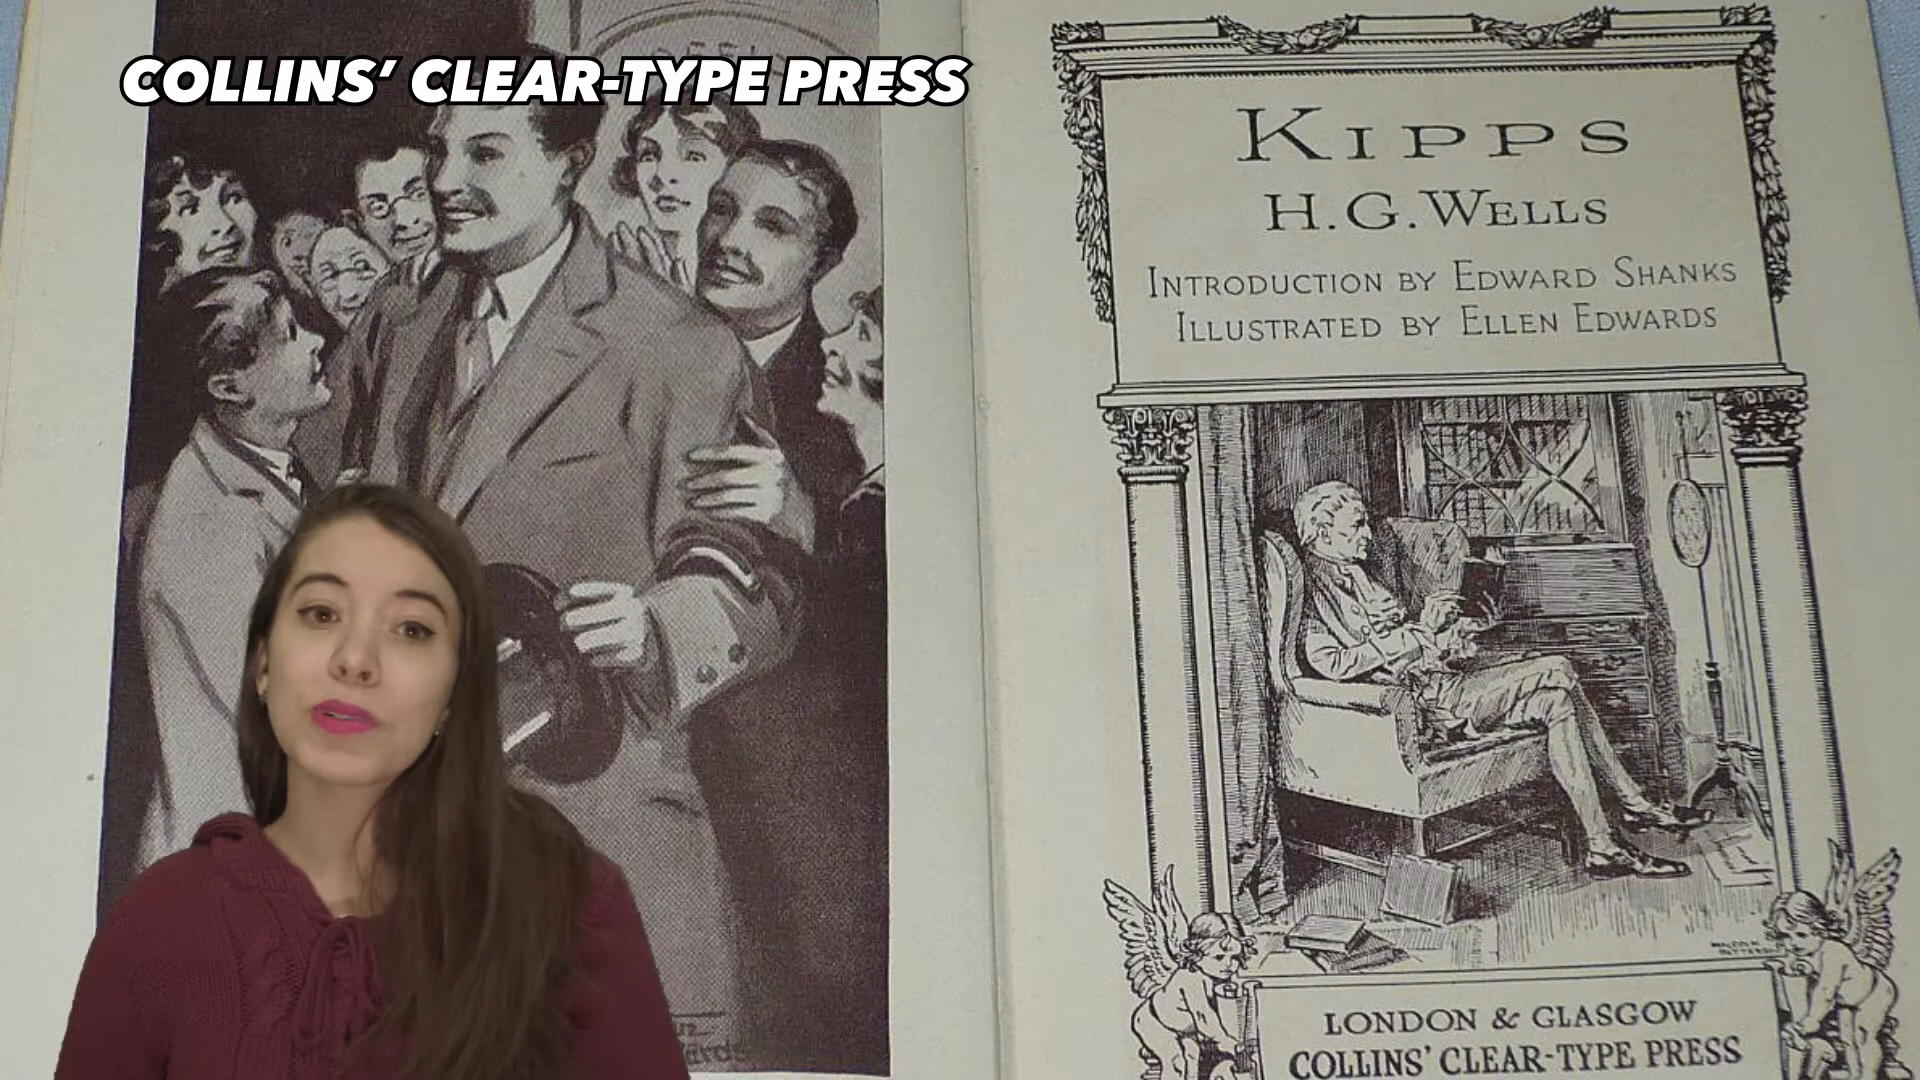 COLLINS' CLEAR-TYPE PRESS
KIPPS
H.G. WELLS
INTRODUCTION BY EDWARD SHANKS
ILLUSTRATED BY ELLEN EDWARDS
LONDON & GLASGOW
COLLINS' CLEAR-TYPE PRESS